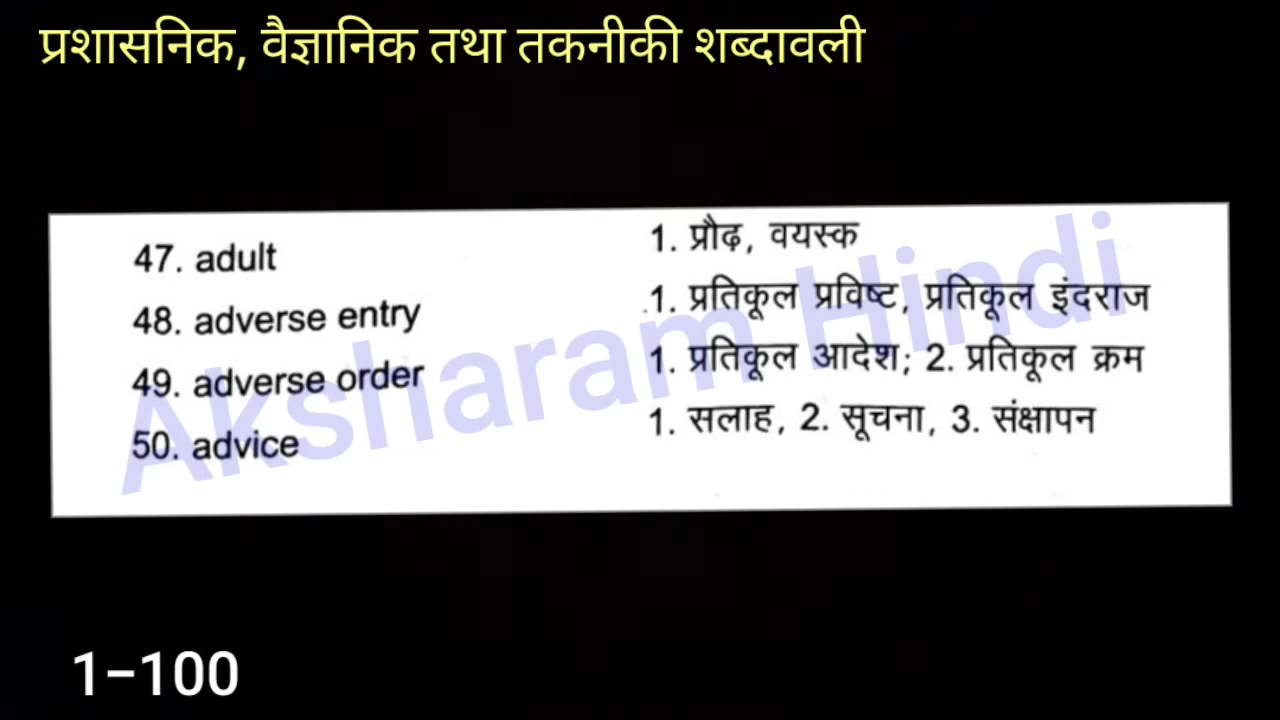 प्रशासनिक, वैज्ञानिक तथा तकनीकी शब्दावली
47. adult 1. प्रौढ़, वयस्क
48. adverse entry 1. प्रतिकूल प्रविष्ट, प्रतिकूल इंदराज
49. adverse order 1. प्रतिकूल आदेश; 2. प्रतिकूल क्रम
50. advice 1. सलाह, 2. सूचना, 3. संक्षापन
Aksharam Hindi
1-100